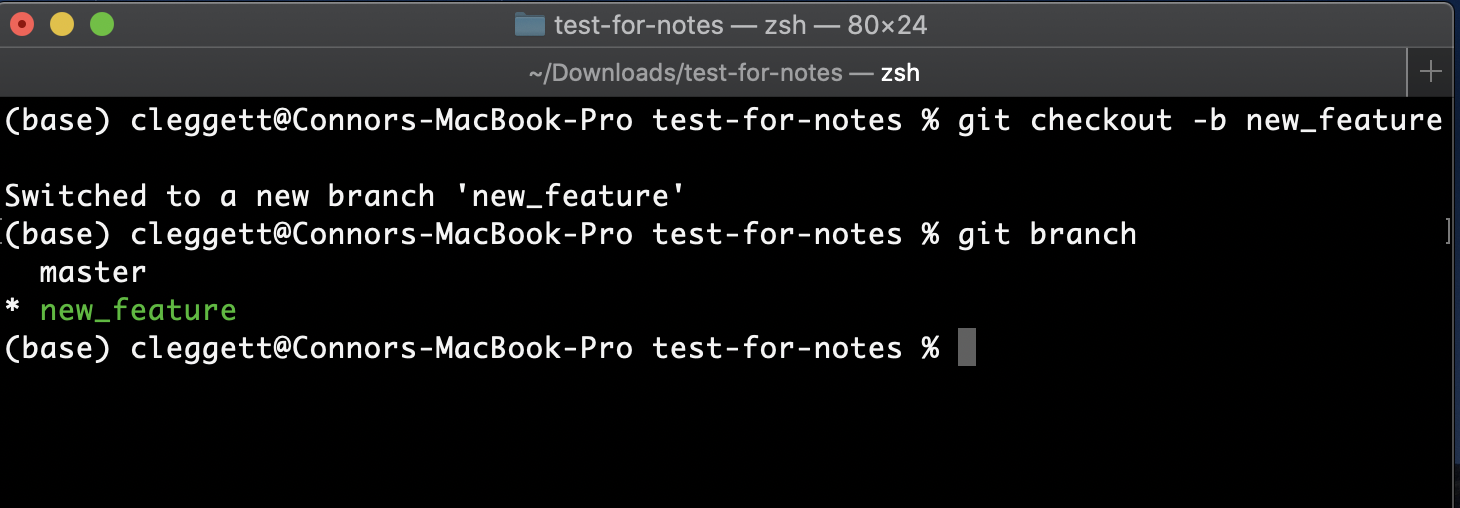 test-for-notes — zsh — 80×24
~/Downloads/test-for-notes — zsh
(base) cleggett@Connors-MacBook-Pro test-for-notes % git checkout -b new_feature
Switched to a new branch 'new_feature'
(base) cleggett@Connors-MacBook-Pro test-for-notes % git branch
master
* new_feature
(base) cleggett@Connors-MacBook-Pro test-for-notes %